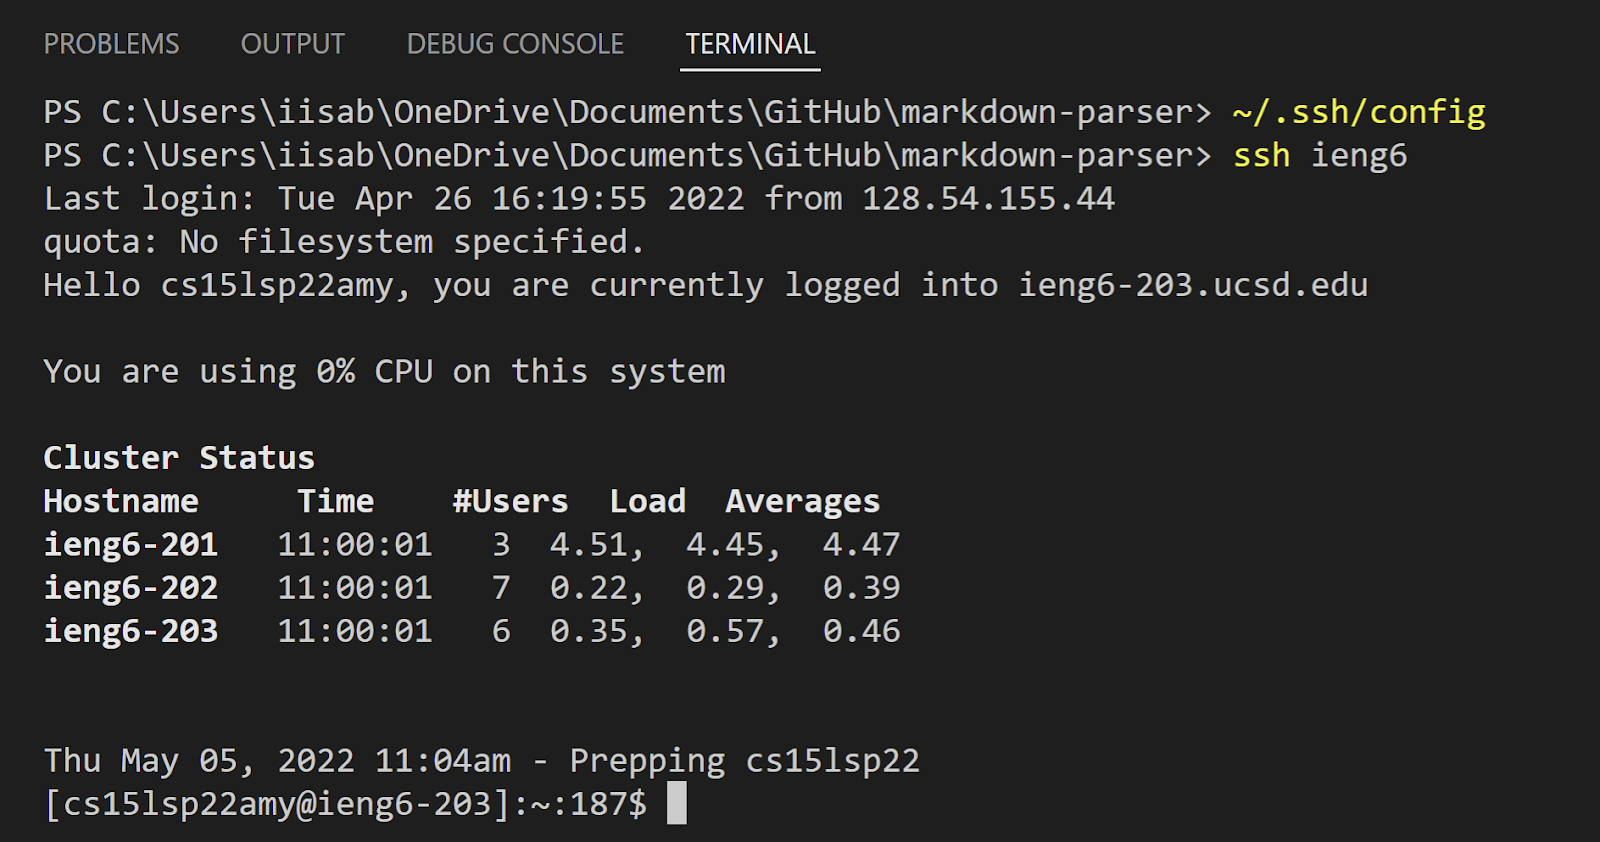 PROBLEMS OUTPUT DEBUG CONSOLE TERMINAL
PS C:\Users\iisab\OneDrive\Documents\GitHub\markdown-parser> ~/.ssh/config
PS C:\Users\iisab\OneDrive\Documents\GitHub\markdown-parser> ssh ieng6
Last login: Tue Apr 26 16:19:55 2022 from 128.54.155.44
quota: No filesystem specified.
Hello cs15lsp22amy, you are currently logged into ieng6-203.ucsd.edu
You are using 0% CPU on this system
Cluster Status
Hostname Time #Users Load Averages
ieng6-201 11:00:01 3 4.51, 4.45, 4.47
ieng6-202 11:00:01 7 0.22, 0.29, 0.39
ieng6-203 11:00:01 6 0.35, 0.57, 0.46
Thu May 05, 2022 11:04am - Prepping cs15lsp22
[cs15lsp22amy@ieng6-203]:~:187$